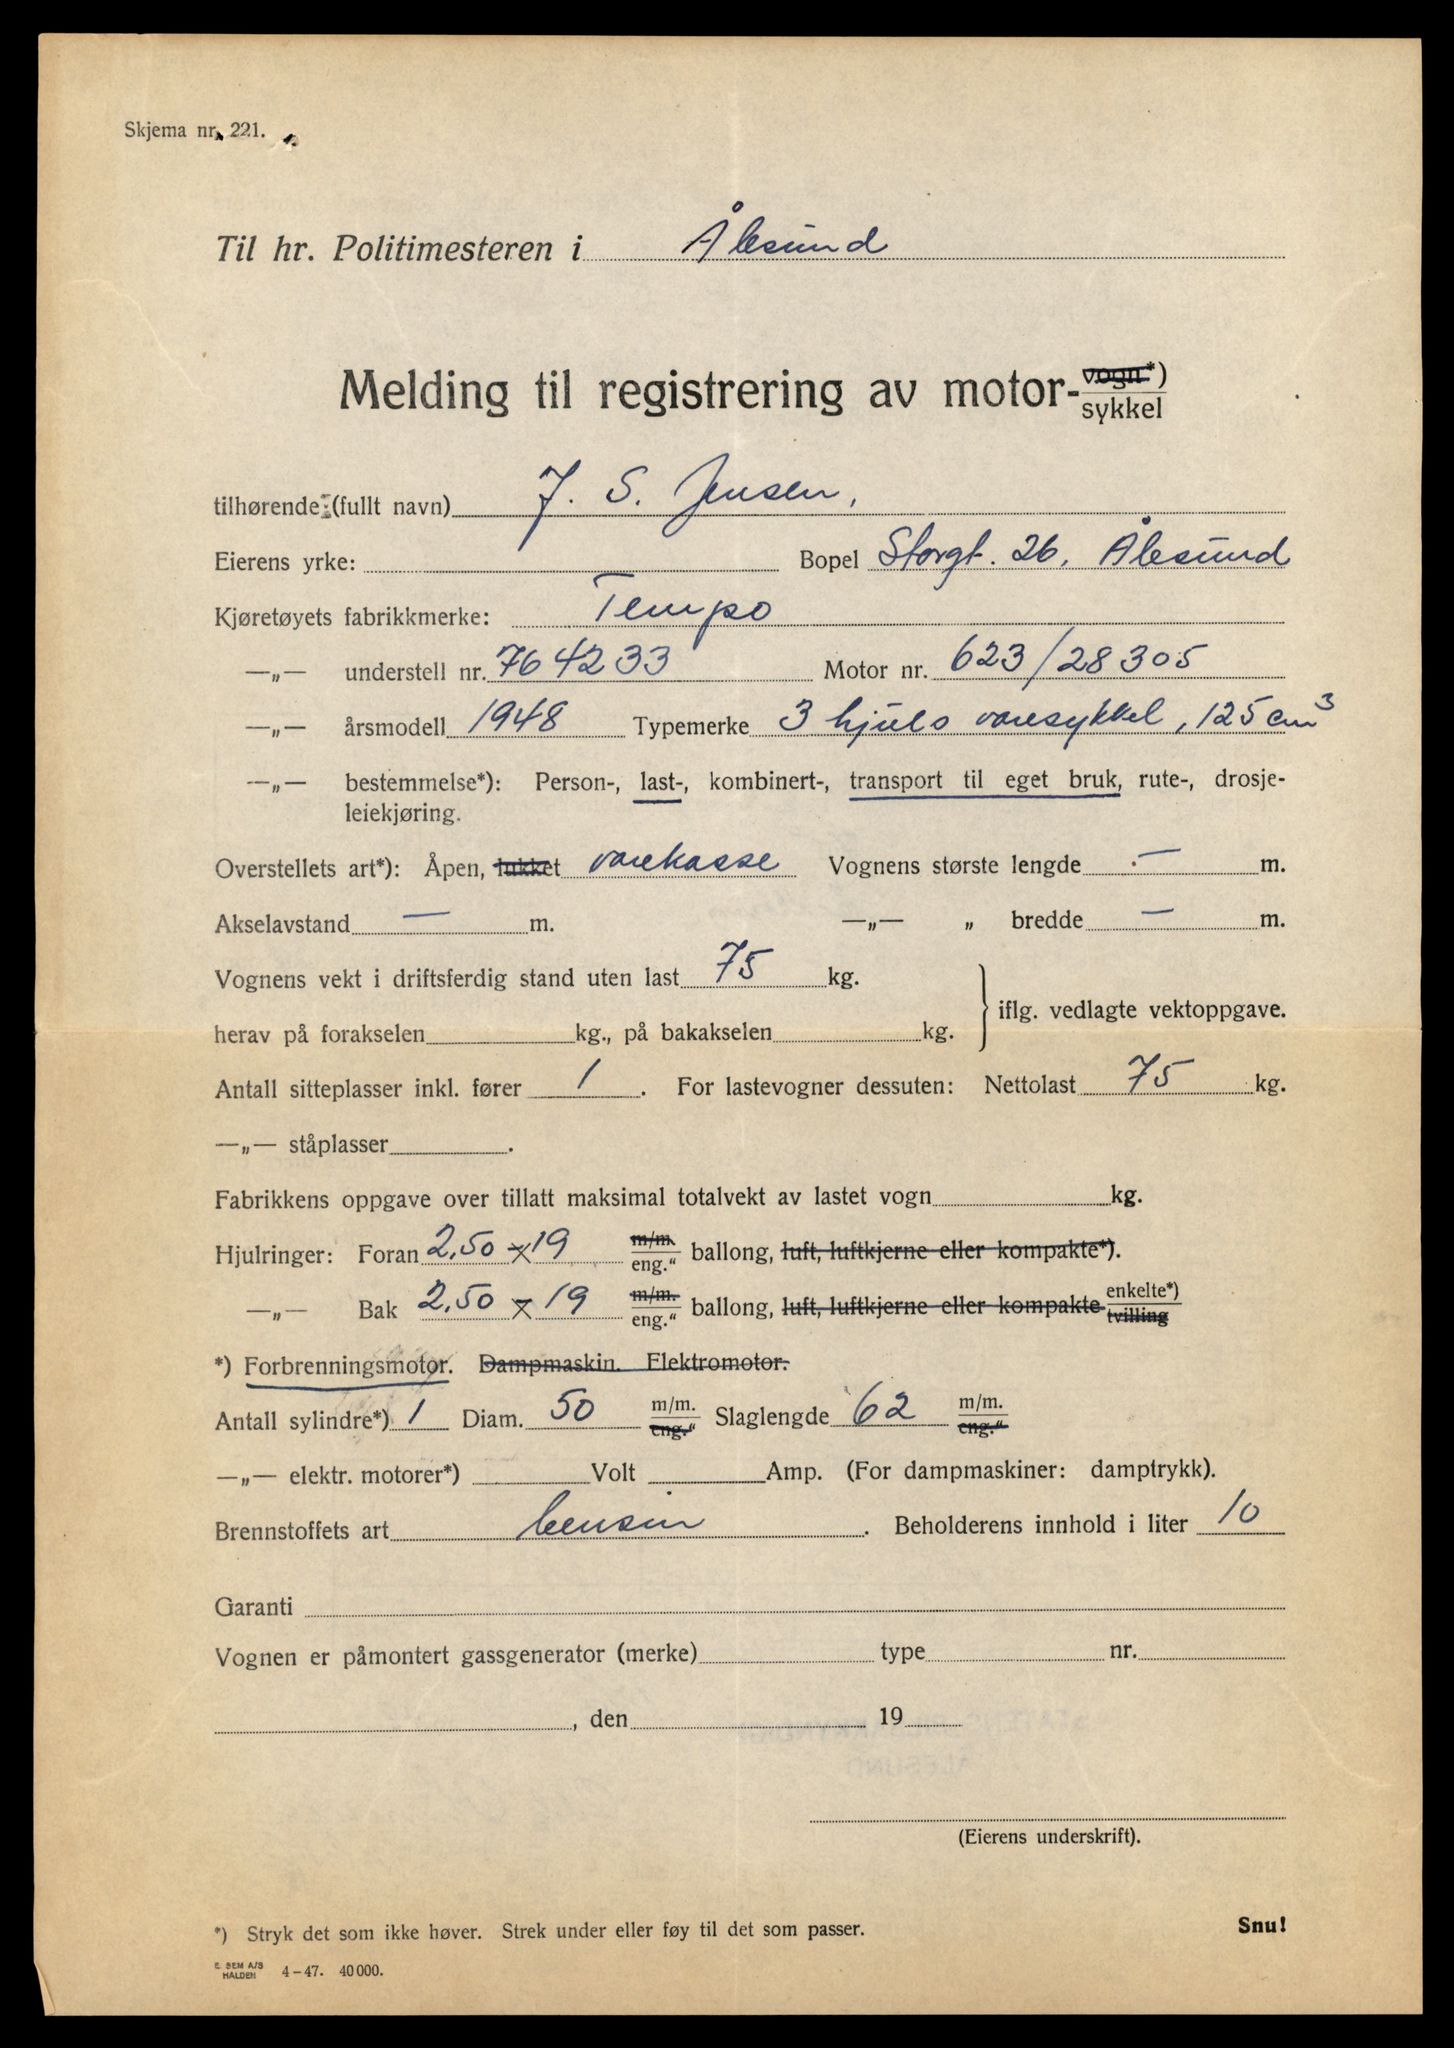 Skjema nr. 221.
Til hr. Politimesteren i Ålesund
Melding til registrering av motor-vogn*) sykkel
tilhørende: (fullt navn) J. S. Jensen.
Eierens yrke: Bopel Storgt. 26, Ålesund
Kjøretøyets fabrikkmerke: Tempo
—„— understell nr. 764233 Motor nr. 623/28305
—„— årsmodell 1948 Typemerke 3 hjuls varesykkel, 125 cm³
—„— bestemmelse*): Person-, last-, kombinert-, transport til eget bruk, rute-, drosje-
leiekjøring.
Overstellets art*): Åpen, lukket varekasse Vognens største lengde — m.
Akselavstand — m. —„— „ bredde — m.
Vognens vekt i driftsferdig stand uten last 75 kg.
iflg. vedlagte vektoppgave.
herav på forakselen kg., på bakakselen kg.
Antall sitteplasser inkl. fører 1. For lastevogner dessuten: Nettolast 75 kg.
—„— ståplasser .
Fabrikkens oppgave over tillatt maksimal totalvekt av lastet vogn kg.
Hjulringer: Foran 2.50 x 19 m/m. eng.“ ballong, luft, luftkjerne eller kompakte*).
—„— Bak 2.50 x 19 m/m. eng.“ ballong, luft, luftkjerne eller kompakte enkelte*) tvilling
*) Forbrenningsmotor. Dampmaskin. Elektromotor.
Antall sylindre*) 1 Diam. 50 m/m. eng.“ Slaglengde 62 m/m. eng.“
—„— elektr. motorer*) Volt Amp. (For dampmaskiner: damptrykk).
Brennstoffets art bensin . Beholderens innhold i liter 10
Garanti
Vognen er påmontert gassgenerator (merke) type nr.
, den 19
(Eierens underskrift).
*) Stryk det som ikke høver. Strek under eller føy til det som passer. Snu!
E. SEM A/S
HALDEN 4–47. 40 000.